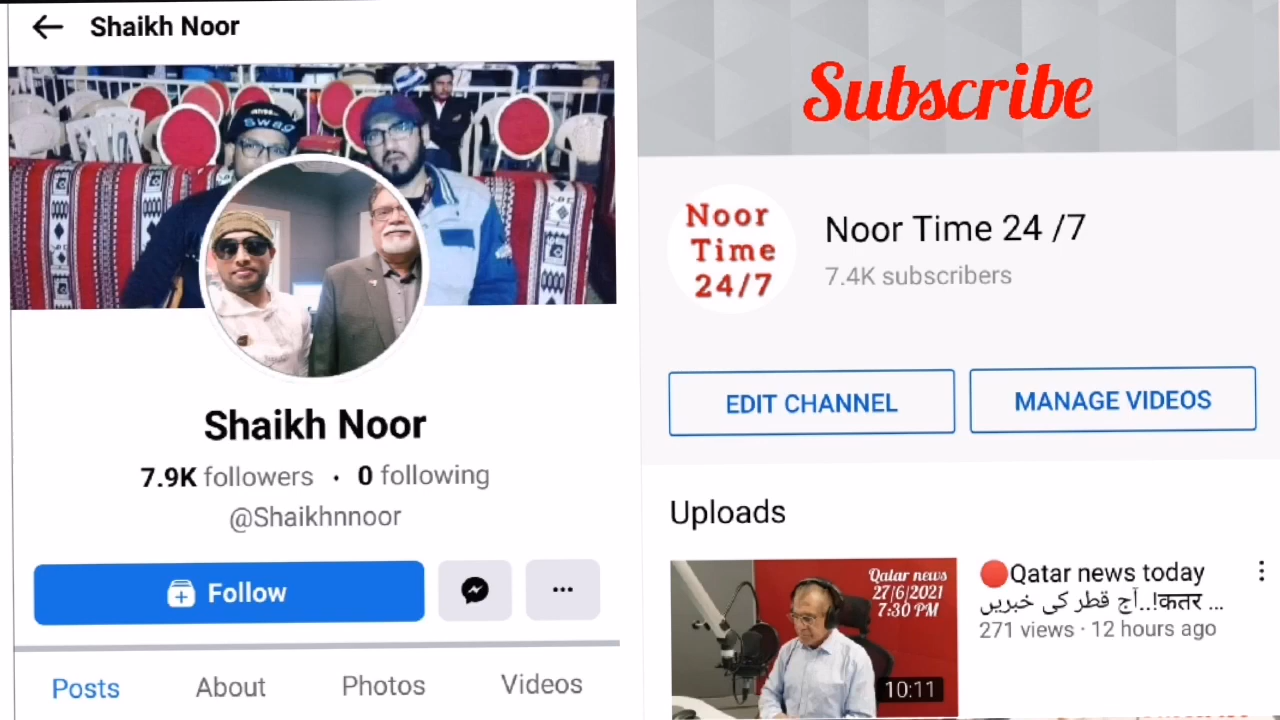 Shaikh Noor
SWAG
Shaikh Noor
7.9K followers · 0 following
@Shaikhnnoor
Follow
Posts About Photos Videos
Subscribe
Noor
Time
24/7
Noor Time 24 /7
7.4K subscribers
EDIT CHANNEL MANAGE VIDEOS
Uploads
Qatar news
27/6/2021
7:30 PM
10:11
Qatar news today
آج قطر کی خبریں..!कतर ...
271 views · 12 hours ago